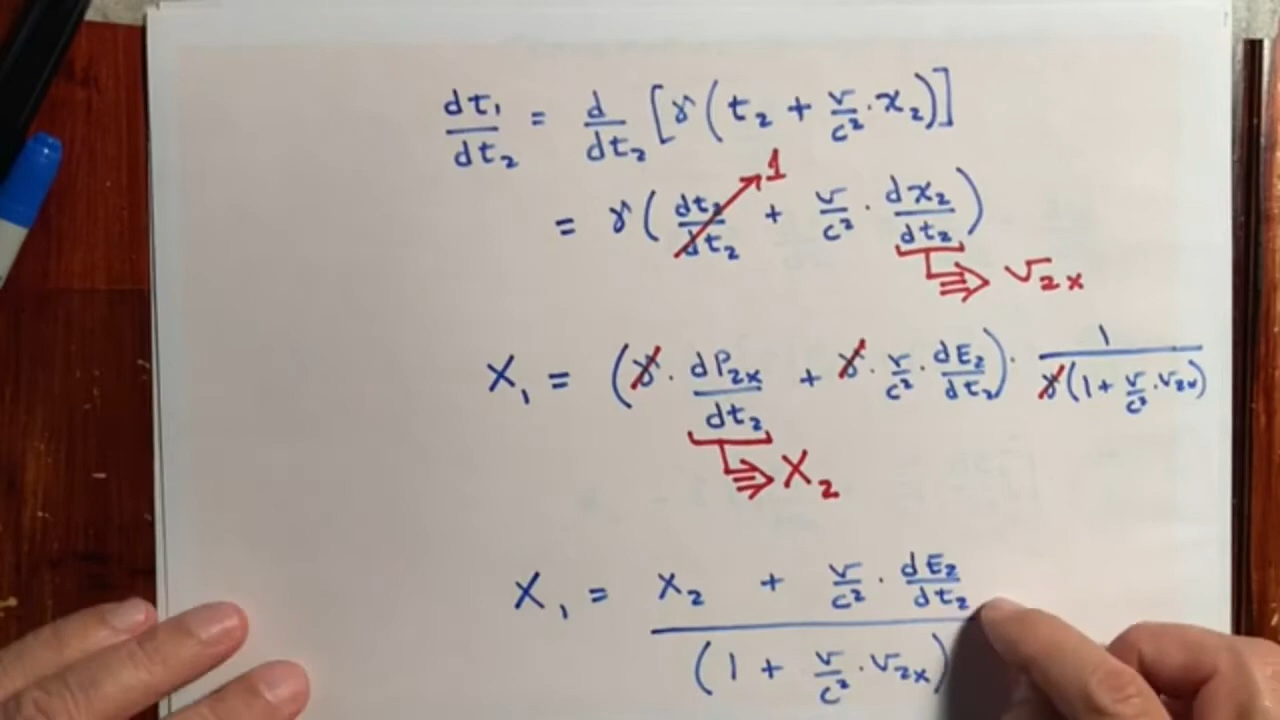 dt₁/dt₂ = d/dt₂ [γ(t₂ + v/c² · x₂)]
1
= γ(dt₂/dt₂ + v/c² · dx₂/dt₂)
v₂ₓ
X₁ = (γ · dP₂ₓ/dt₂ + γ · v/c² · dE₂/dt₂) · 1/γ(1 + v/c² · v₂ₓ)
X₂
X₁ = X₂ + v/c² · dE₂/dt₂
(1 + v/c² · v₂ₓ)